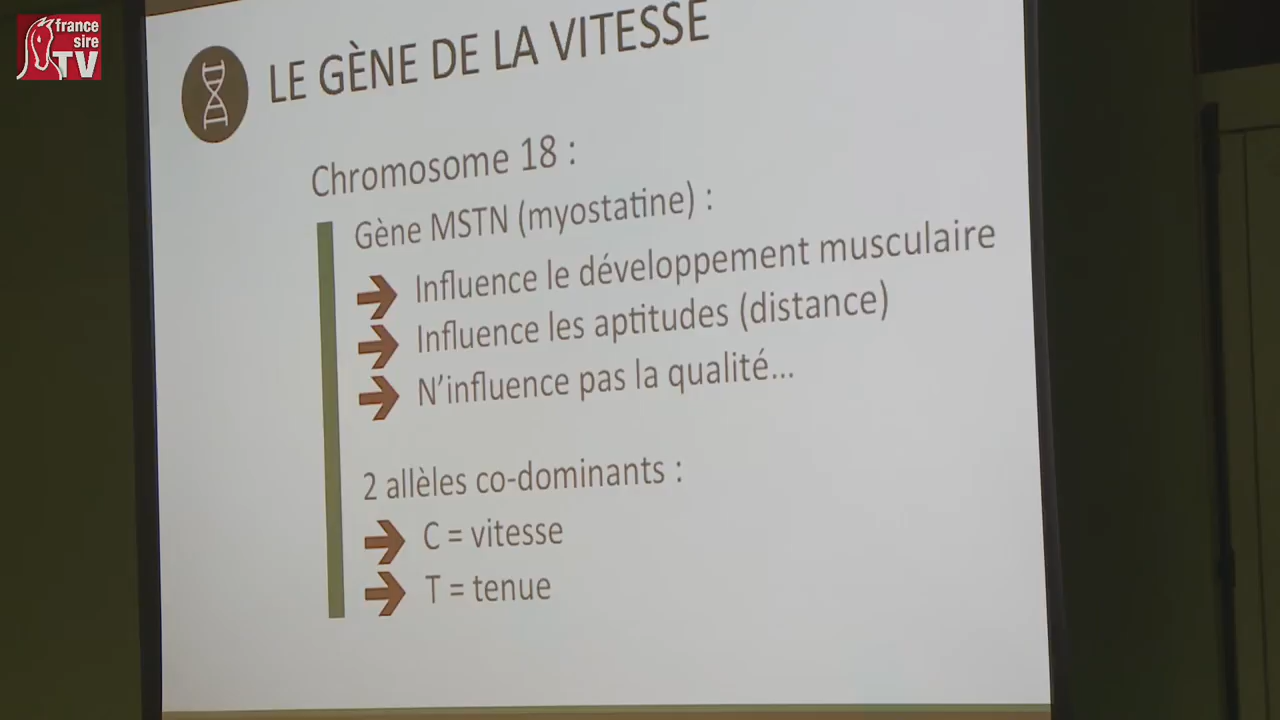 france
sire
TV
LE GÈNE DE LA VITESSE
Chromosome 18 :
Gène MSTN (myostatine) :
Influence le développement musculaire
Influence les aptitudes (distance)
N'influence pas la qualité...
2 allèles co-dominants :
C = vitesse
T = tenue